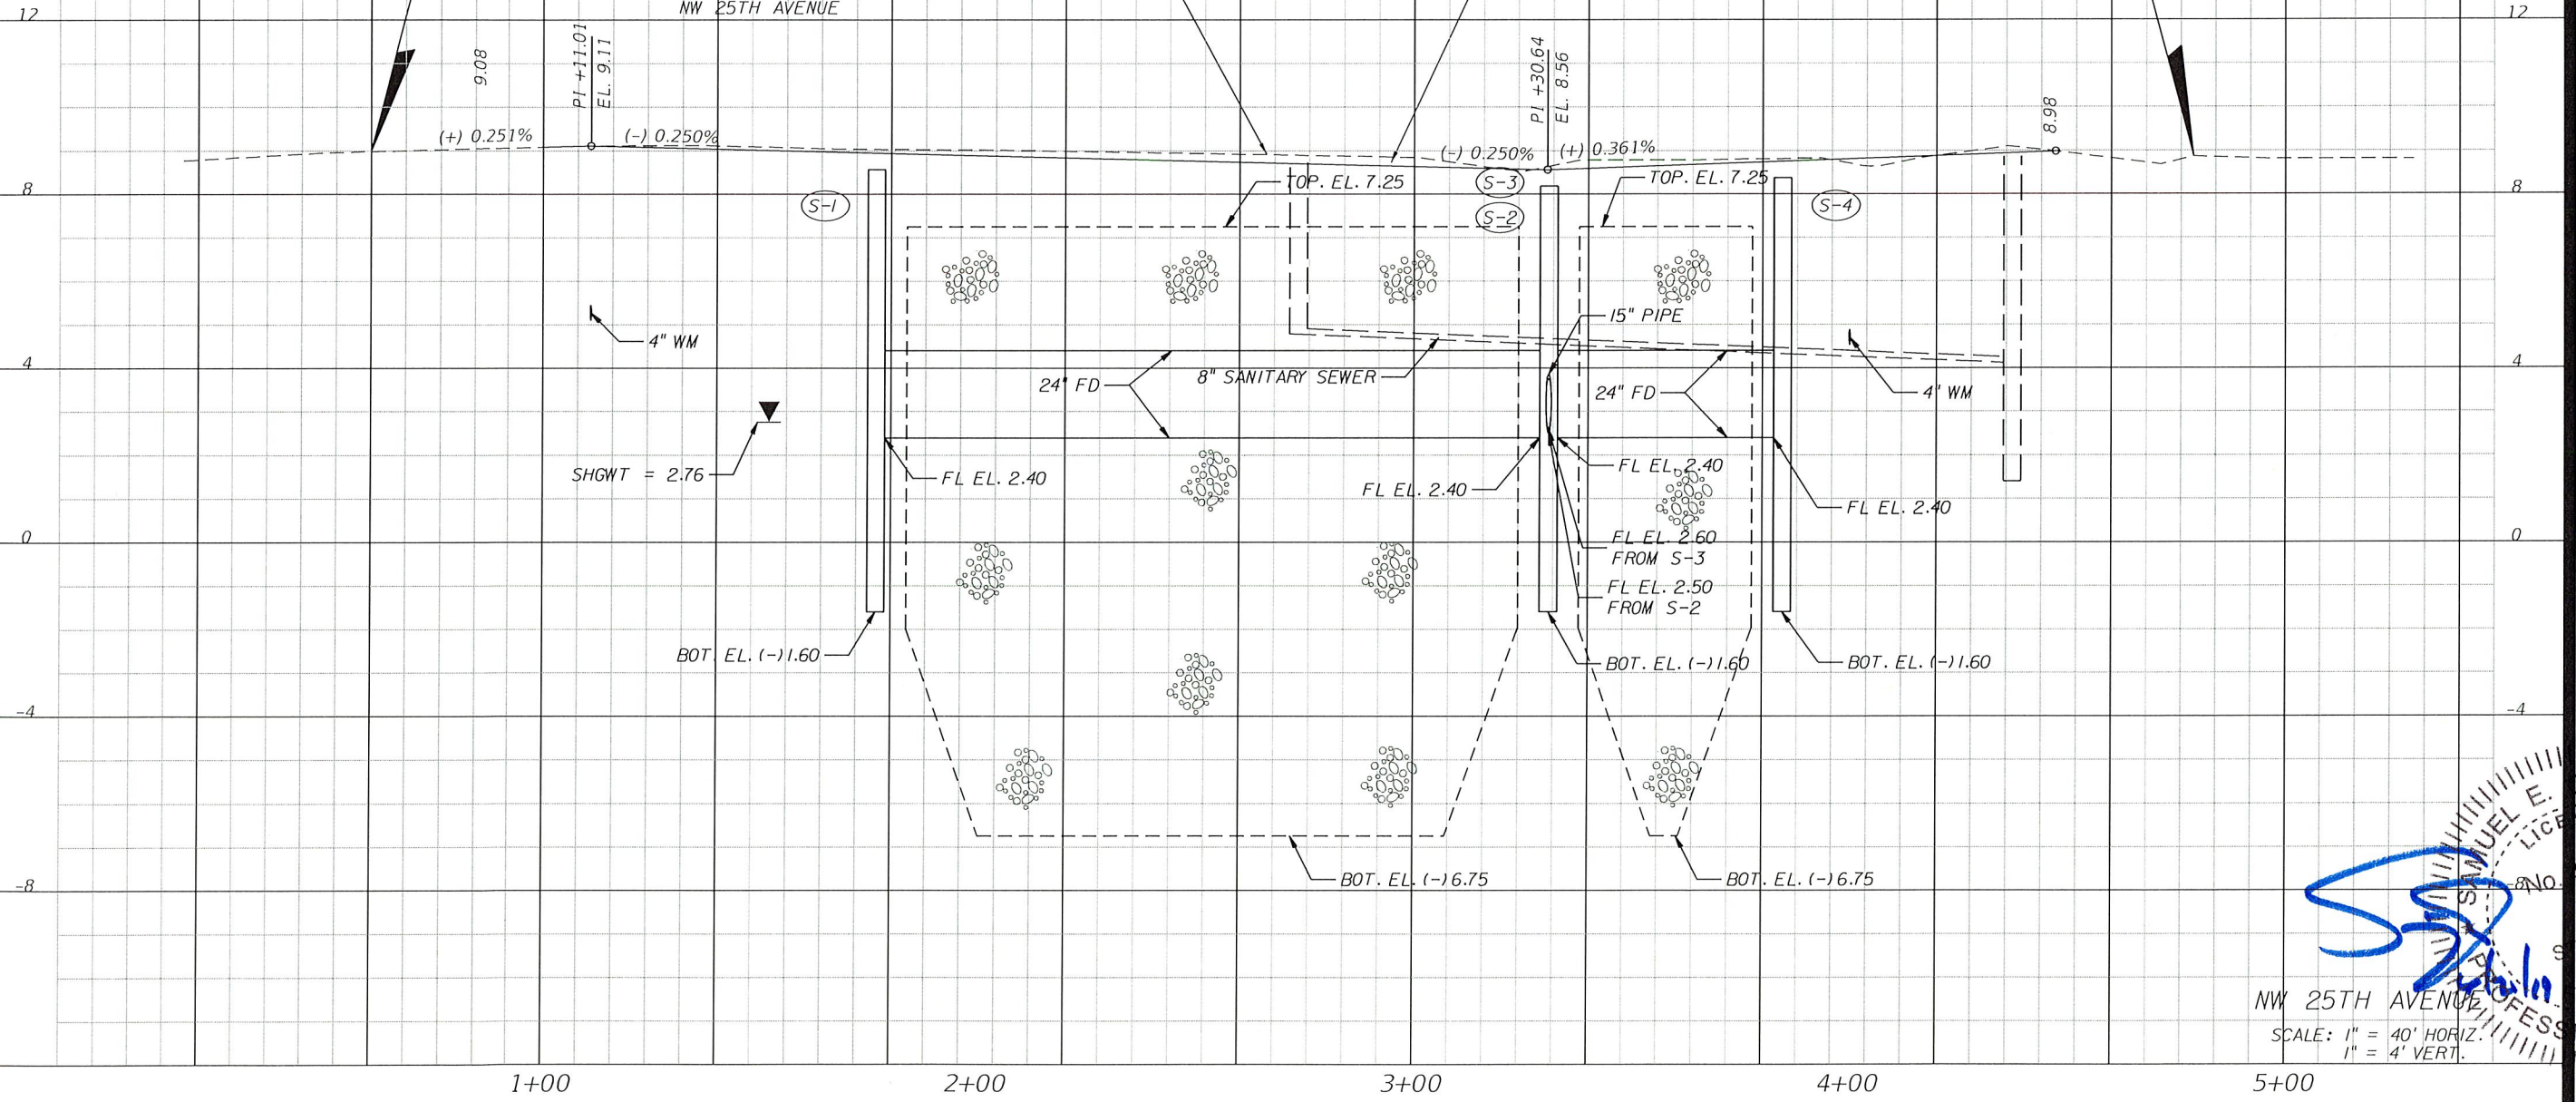 NW 25TH AVENUE
12
12
9.08
PI +11.01
EL. 9.11
PI +30.64
EL. 8.56
8.98
(+) 0.251%
(-) 0.250%
(-) 0.250%
(+) 0.361%
8
TOP. EL. 7.25
S-3
TOP. EL. 7.25
8
S-1
S-2
S-4
15" PIPE
4" WM
4
4
24" FD
8" SANITARY SEWER
24" FD
4" WM
SHGWT = 2.76
FL EL. 2.40
FL EL. 2.40
FL EL. 2.40
FL EL. 2.40
0
0
FL EL. 2.60
FROM S-3
FL EL. 2.50
FROM S-2
BOT. EL. (-)1.60
BOT. EL. (-)1.60
BOT. EL. (-)1.60
-4
-4
BOT. EL. (-)6.75
BOT. EL. (-)6.75
-8
-8
SAMUEL E.
No.
NW 25TH AVENUE
SCALE: 1" = 40' HORIZ.
1" = 4' VERT.
1+00
2+00
3+00
4+00
5+00